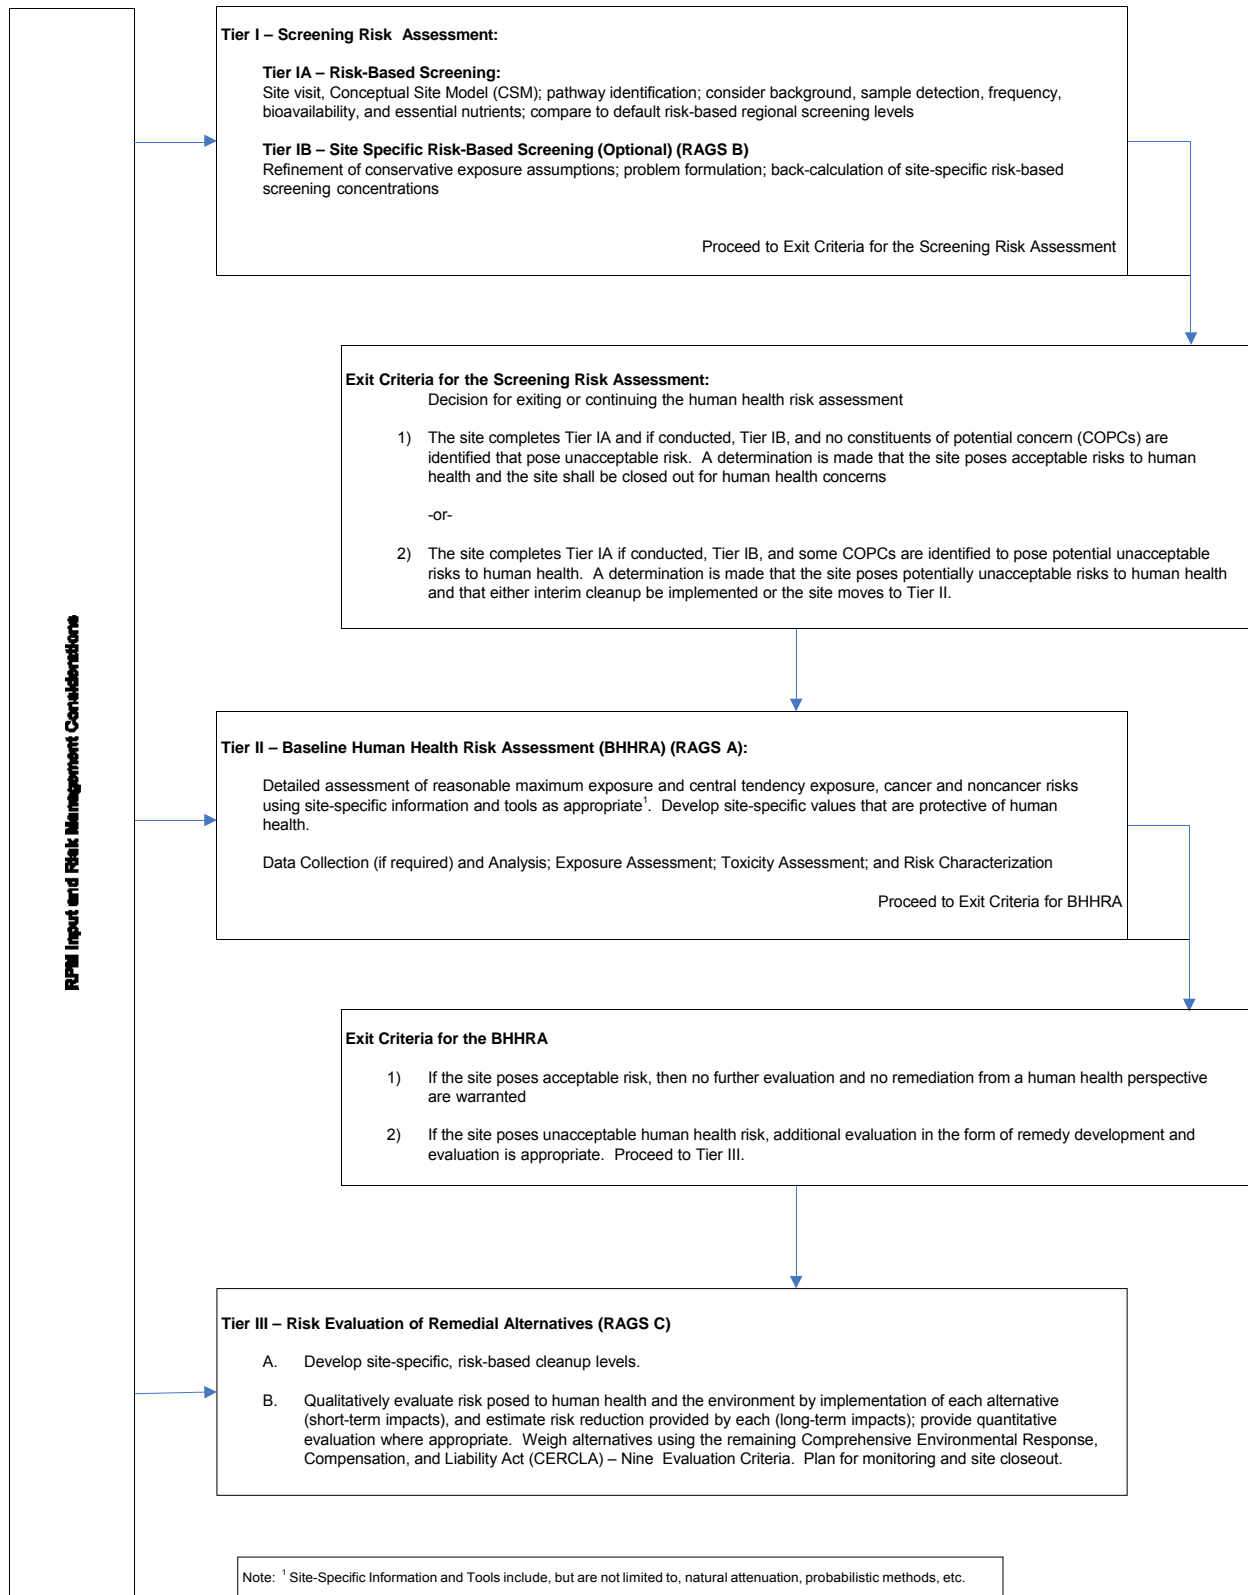 Tier I – Screening Risk Assessment:
Tier IA – Risk-Based Screening:
Site visit, Conceptual Site Model (CSM); pathway identification; consider background, sample detection, frequency,
bioavailability, and essential nutrients; compare to default risk-based regional screening levels
Tier IB – Site Specific Risk-Based Screening (Optional) (RAGS B)
Refinement of conservative exposure assumptions; problem formulation; back-calculation of site-specific risk-based
screening concentrations
Proceed to Exit Criteria for the Screening Risk Assessment
Exit Criteria for the Screening Risk Assessment:
Decision for exiting or continuing the human health risk assessment
1) The site completes Tier IA and if conducted, Tier IB, and no constituents of potential concern (COPCs) are
identified that pose unacceptable risk. A determination is made that the site poses acceptable risks to human
health and the site shall be closed out for human health concerns
-or-
2) The site completes Tier IA if conducted, Tier IB, and some COPCs are identified to pose potential unacceptable
risks to human health. A determination is made that the site poses potentially unacceptable risks to human health
and that either interim cleanup be implemented or the site moves to Tier II.
RPM Input and Risk Management Considerations
Tier II – Baseline Human Health Risk Assessment (BHHRA) (RAGS A):
Detailed assessment of reasonable maximum exposure and central tendency exposure, cancer and noncancer risks
using site-specific information and tools as appropriate¹. Develop site-specific values that are protective of human
health.
Data Collection (if required) and Analysis; Exposure Assessment; Toxicity Assessment; and Risk Characterization
Proceed to Exit Criteria for BHHRA
Exit Criteria for the BHHRA
1) If the site poses acceptable risk, then no further evaluation and no remediation from a human health perspective
are warranted
2) If the site poses unacceptable human health risk, additional evaluation in the form of remedy development and
evaluation is appropriate. Proceed to Tier III.
Tier III – Risk Evaluation of Remedial Alternatives (RAGS C)
A. Develop site-specific, risk-based cleanup levels.
B. Qualitatively evaluate risk posed to human health and the environment by implementation of each alternative
(short-term impacts), and estimate risk reduction provided by each (long-term impacts); provide quantitative
evaluation where appropriate. Weigh alternatives using the remaining Comprehensive Environmental Response,
Compensation, and Liability Act (CERCLA) – Nine Evaluation Criteria. Plan for monitoring and site closeout.
Note: ¹ Site-Specific Information and Tools include, but are not limited to, natural attenuation, probabilistic methods, etc.